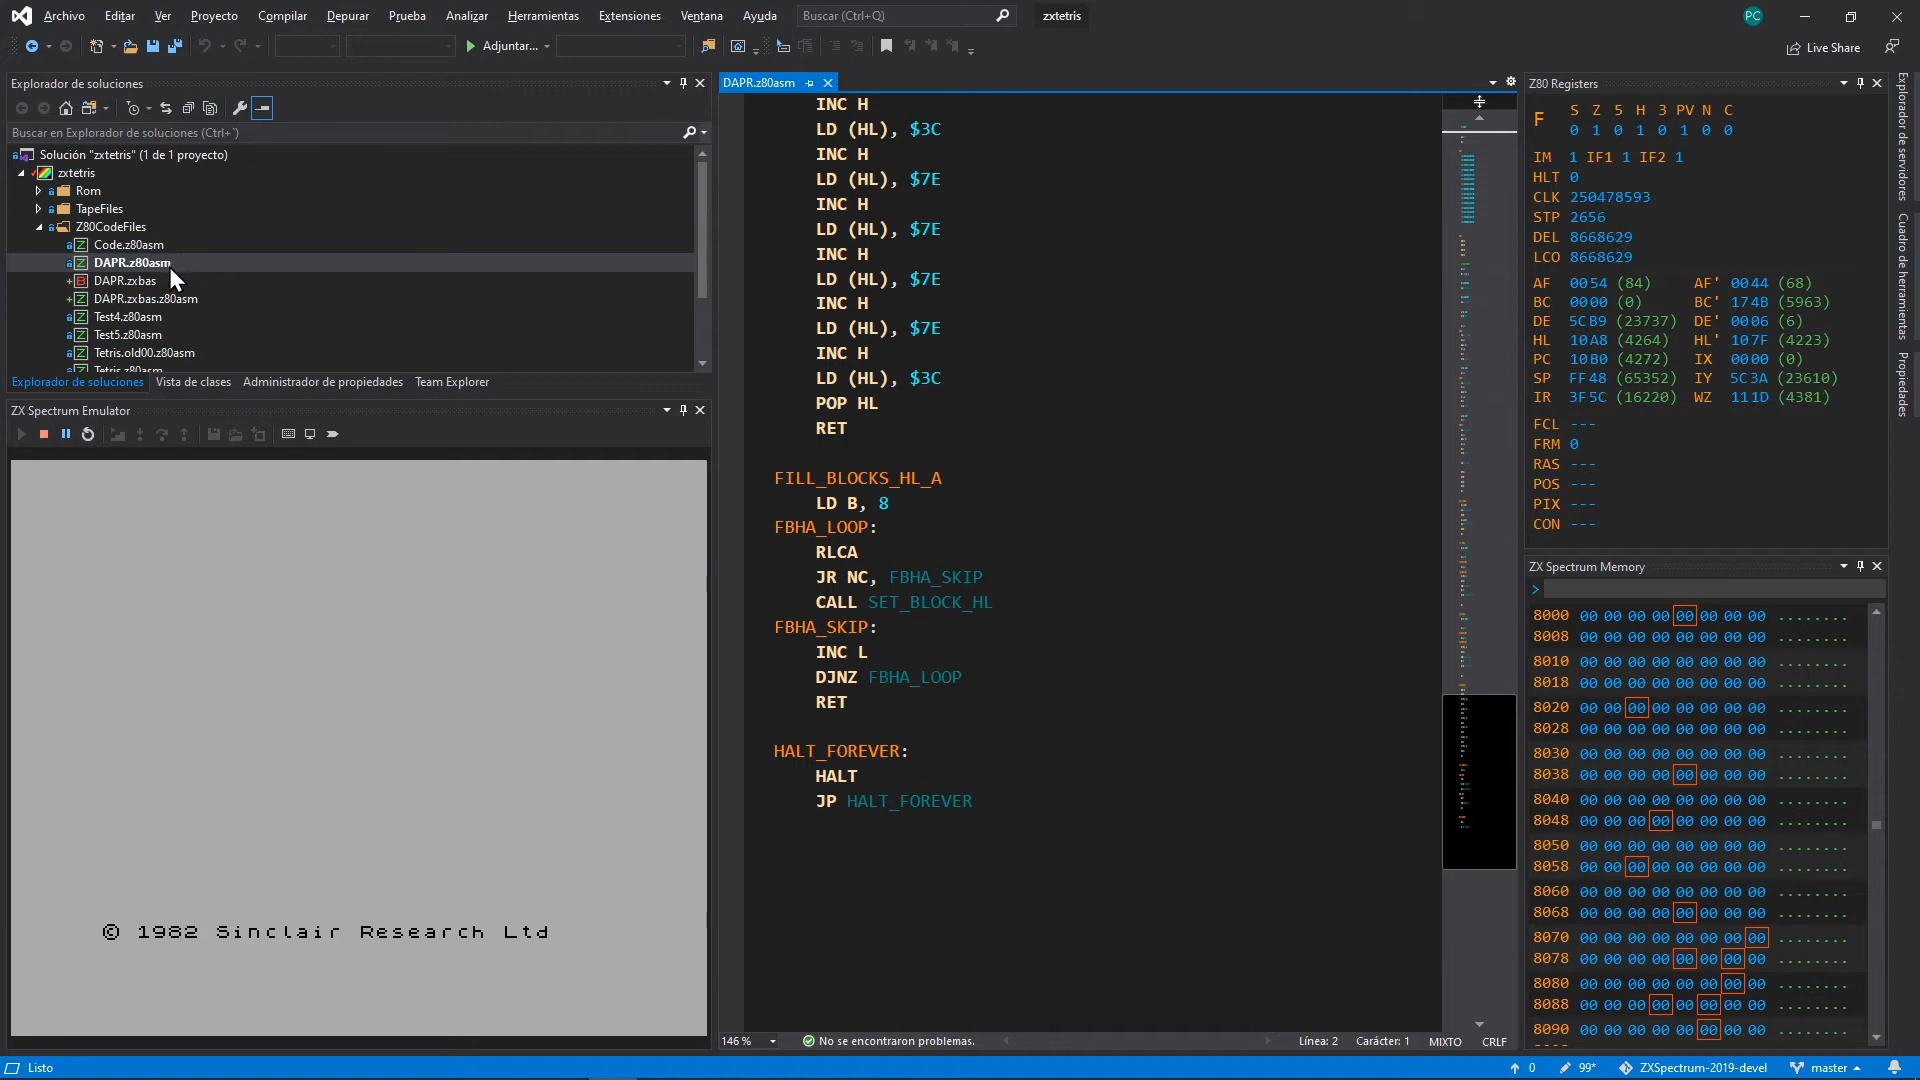 Archivo Editar Ver Proyecto Compilar Depurar Prueba Analizar Herramientas Extensiones Ventana Ayuda Buscar (Ctrl+Q) zxtetris PC
Adjuntar... Live Share
Explorador de soluciones
Buscar en Explorador de soluciones (Ctrl+`)
Solución "zxtetris" (1 de 1 proyecto)
zxtetris
Rom
TapeFiles
Z80CodeFiles
Code.z80asm
DAPR.z80asm
DAPR.zxbas
DAPR.zxbas.z80asm
Test4.z80asm
Test5.z80asm
Tetris.old00.z80asm
Tetris.z80asm
Explorador de soluciones Vista de clases Administrador de propiedades Team Explorer
ZX Spectrum Emulator
© 1982 Sinclair Research Ltd
DAPR.z80asm
INC H
LD (HL), $3C
INC H
LD (HL), $7E
INC H
LD (HL), $7E
INC H
LD (HL), $7E
INC H
LD (HL), $7E
INC H
LD (HL), $3C
POP HL
RET
FILL_BLOCKS_HL_A
LD B, 8
FBHA_LOOP:
RLCA
JR NC, FBHA_SKIP
CALL SET_BLOCK_HL
FBHA_SKIP:
INC L
DJNZ FBHA_LOOP
RET
HALT_FOREVER:
HALT
JP HALT_FOREVER
146 % No se encontraron problemas. Línea: 2 Carácter: 1 MIXTO CRLF
Z80 Registers
F S Z 5 H 3 PV N C
0 1 0 1 0 1 0 0
IM 1 IF1 1 IF2 1
HLT 0
CLK 250478593
STP 2656
DEL 8668629
LCO 8668629
AF 0054 (84) AF' 0044 (68)
BC 0000 (0) BC' 174B (5963)
DE 5CB9 (23737) DE' 0006 (6)
HL 10A8 (4264) HL' 107F (4223)
PC 10B0 (4272) IX 0000 (0)
SP FF48 (65352) IY 5C3A (23610)
IR 3F5C (16220) WZ 111D (4381)
FCL ---
FRM 0
RAS ---
POS ---
PIX ---
CON ---
ZX Spectrum Memory
>
8000 00 00 00 00 00 00 00 00 ........
8008 00 00 00 00 00 00 00 00 ........
8010 00 00 00 00 00 00 00 00 ........
8018 00 00 00 00 00 00 00 00 ........
8020 00 00 00 00 00 00 00 00 ........
8028 00 00 00 00 00 00 00 00 ........
8030 00 00 00 00 00 00 00 00 ........
8038 00 00 00 00 00 00 00 00 ........
8040 00 00 00 00 00 00 00 00 ........
8048 00 00 00 00 00 00 00 00 ........
8050 00 00 00 00 00 00 00 00 ........
8058 00 00 00 00 00 00 00 00 ........
8060 00 00 00 00 00 00 00 00 ........
8068 00 00 00 00 00 00 00 00 ........
8070 00 00 00 00 00 00 00 00 ........
8078 00 00 00 00 00 00 00 00 ........
8080 00 00 00 00 00 00 00 00 ........
8088 00 00 00 00 00 00 00 00 ........
8090 00 00 00 00 00 00 00 00 ........
Explorador de servidores
Cuadro de herramientas
Propiedades
Listo 0 99* ZXSpectrum-2019-devel master